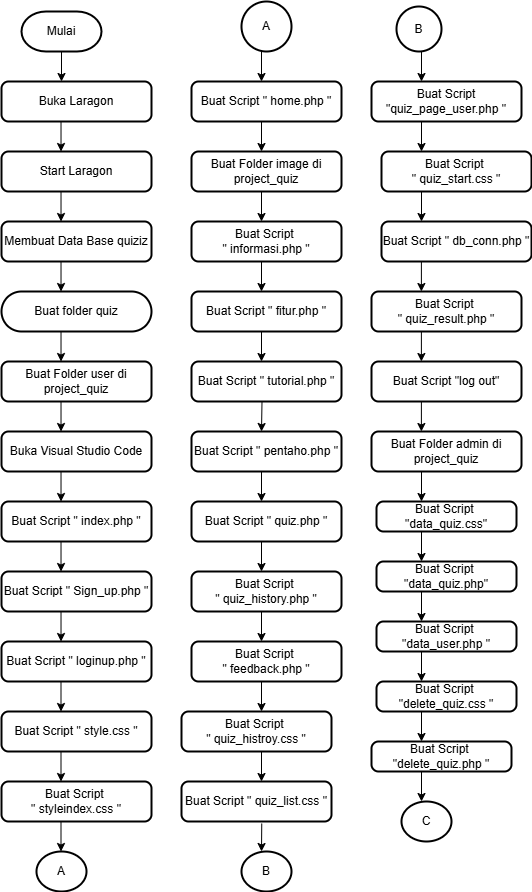 Mulai
Buka Laragon
Start Laragon
Membuat Data Base quiziz
Buat folder quiz
Buat Folder user di
project_quiz
Buka Visual Studio Code
Buat Script " index.php "
Buat Script " Sign_up.php "
Buat Script " loginup.php "
Buat Script " style.css "
Buat Script
" styleindex.css "
A
A
Buat Script " home.php "
Buat Folder image di
project_quiz
Buat Script
" informasi.php "
Buat Script " fitur.php "
Buat Script " tutorial.php "
Buat Script " pentaho.php "
Buat Script " quiz.php "
Buat Script
" quiz_history.php "
Buat Script
" feedback.php "
Buat Script
" quiz_histroy.css "
Buat Script " quiz_list.css "
B
B
Buat Script
"quiz_page_user.php "
Buat Script
" quiz_start.css "
Buat Script " db_conn.php "
Buat Script
" quiz_result.php "
Buat Script "log out"
Buat Folder admin di
project_quiz
Buat Script
"data_quiz.css"
Buat Script
"data_quiz.php"
Buat Script
"data_user.php "
Buat Script
"delete_quiz.css "
Buat Script
"delete_quiz.php "
C